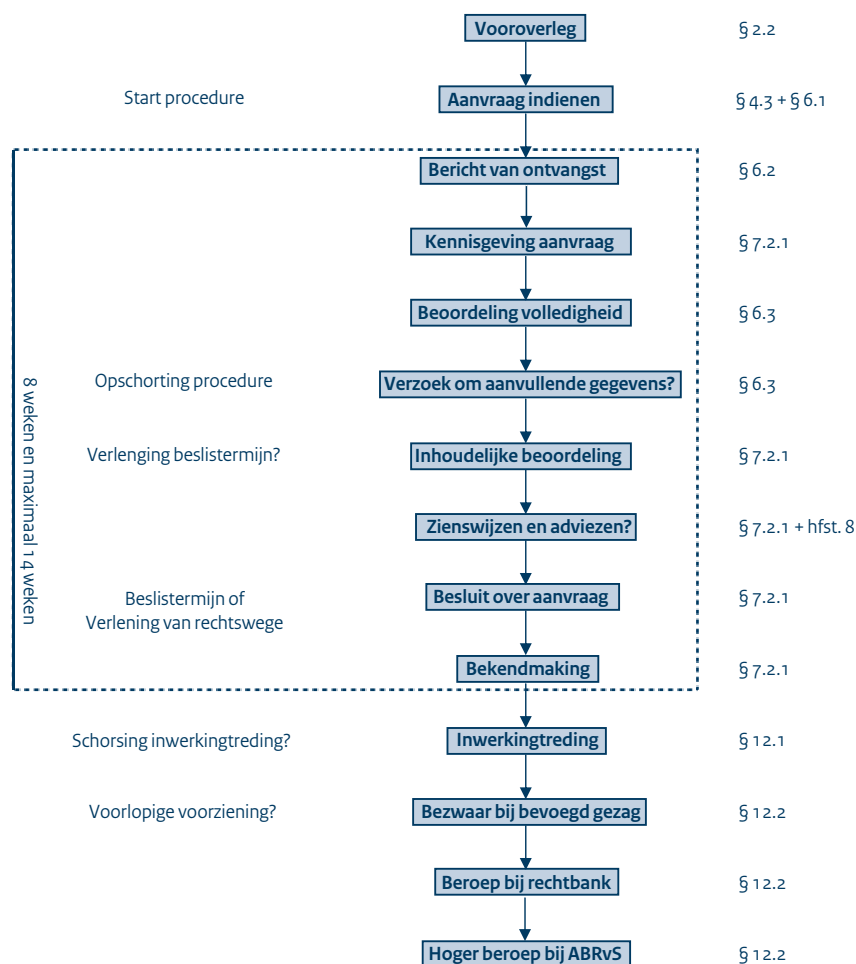 Vooroverleg § 2.2
Start procedure Aanvraag indienen § 4.3 + § 6.1
Bericht van ontvangst § 6.2
Kennisgeving aanvraag § 7.2.1
Beoordeling volledigheid § 6.3
8 weken en maximaal 14 weken
Opschorting procedure Verzoek om aanvullende gegevens? § 6.3
Verlenging beslistermijn? Inhoudelijke beoordeling § 7.2.1
Zienswijzen en adviezen? § 7.2.1 + hfst. 8
Beslistermijn of
Verlening van rechtswege
Besluit over aanvraag § 7.2.1
Bekendmaking § 7.2.1
Schorsing inwerkingtreding? Inwerkingtreding § 12.1
Voorlopige voorziening? Bezwaar bij bevoegd gezag § 12.2
Beroep bij rechtbank § 12.2
Hoger beroep bij ABRvS § 12.2